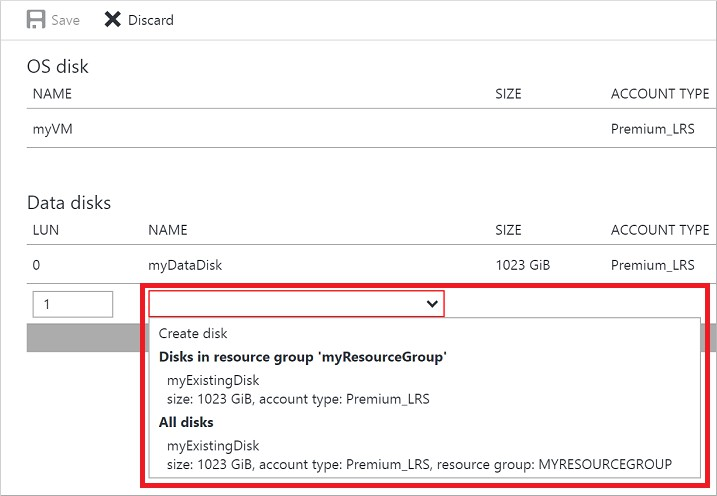 Save Discard
OS disk
NAME SIZE ACCOUNT TYPE
myVM Premium_LRS
Data disks
LUN NAME SIZE ACCOUNT TYPE
0 myDataDisk 1023 GiB Premium_LRS
1
Create disk
Disks in resource group 'myResourceGroup'
myExistingDisk
size: 1023 GiB, account type: Premium_LRS
All disks
myExistingDisk
size: 1023 GiB, account type: Premium_LRS, resource group: MYRESOURCEGROUP